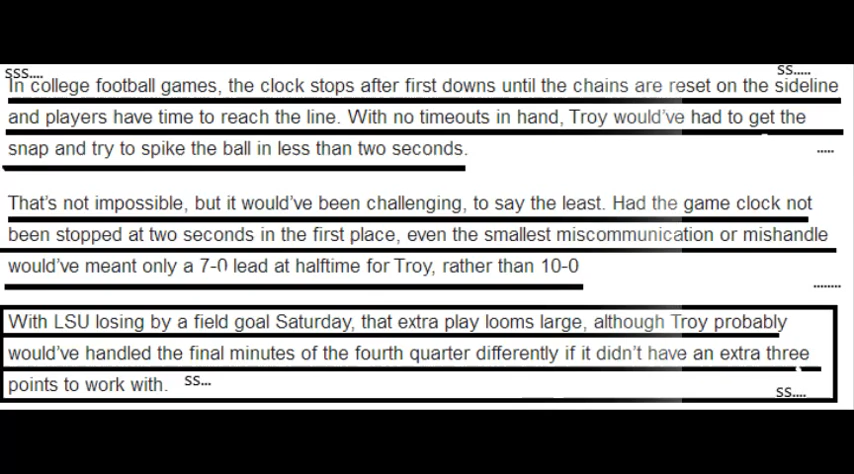 sss.... ss.....
In college football games, the clock stops after first downs until the chains are reset on the sideline
and players have time to reach the line. With no timeouts in hand, Troy would've had to get the
snap and try to spike the ball in less than two seconds. .....
That's not impossible, but it would've been challenging, to say the least. Had the game clock not
been stopped at two seconds in the first place, even the smallest miscommunication or mishandle
would've meant only a 7-0 lead at halftime for Troy, rather than 10-0
........
With LSU losing by a field goal Saturday, that extra play looms large, although Troy probably
would've handled the final minutes of the fourth quarter differently if it didn't have an extra three
points to work with. ss...
ss....